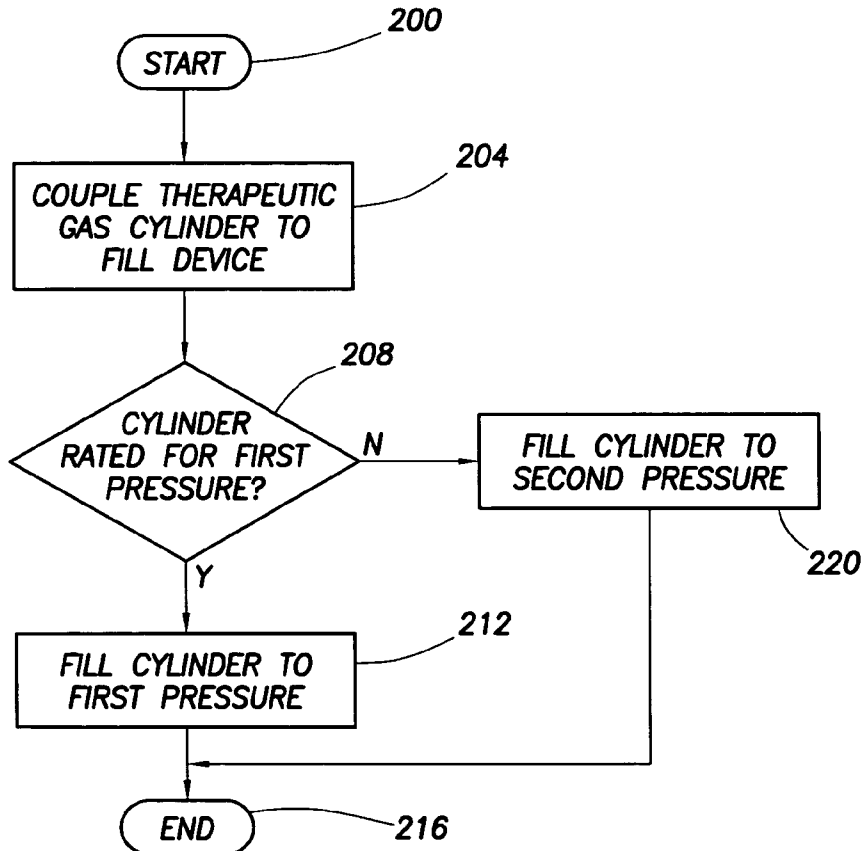 200
START
204
COUPLE THERAPEUTIC
GAS CYLINDER TO
FILL DEVICE
208
CYLINDER
RATED FOR FIRST
PRESSURE?
N
FILL CYLINDER TO
SECOND PRESSURE
220
Y
212
FILL CYLINDER TO
FIRST PRESSURE
END
216